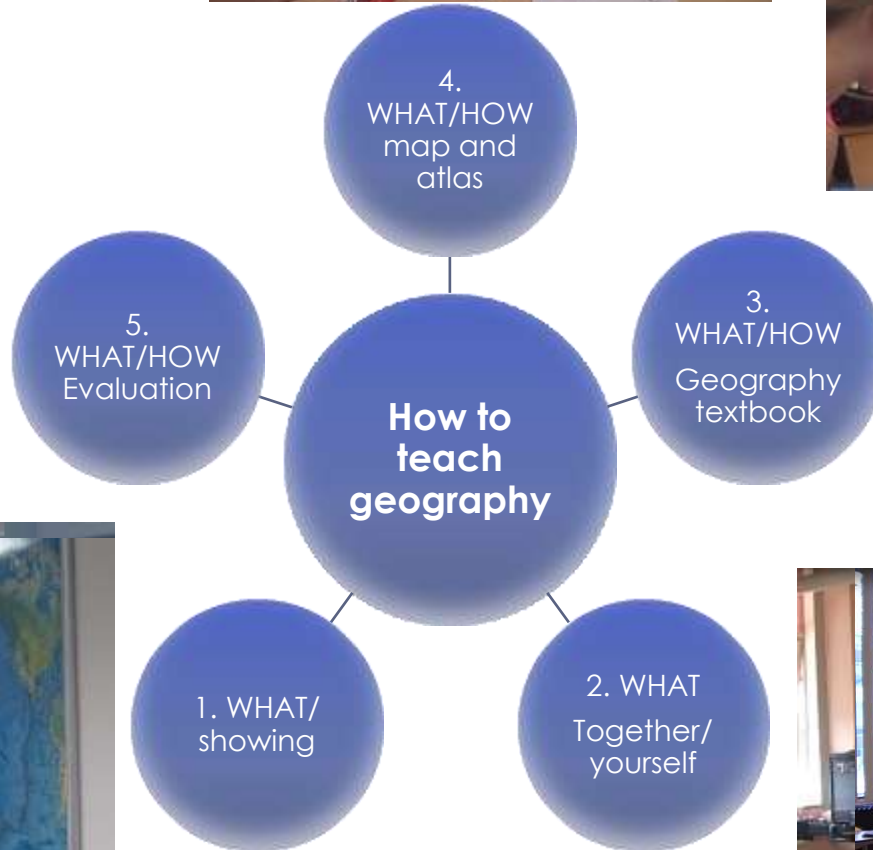 4.
WHAT/HOW
map and
atlas
5.
WHAT/HOW
Evaluation
3.
WHAT/HOW
Geography
textbook
How to
teach
geography
1. WHAT/
showing
2. WHAT
Together/
yourself